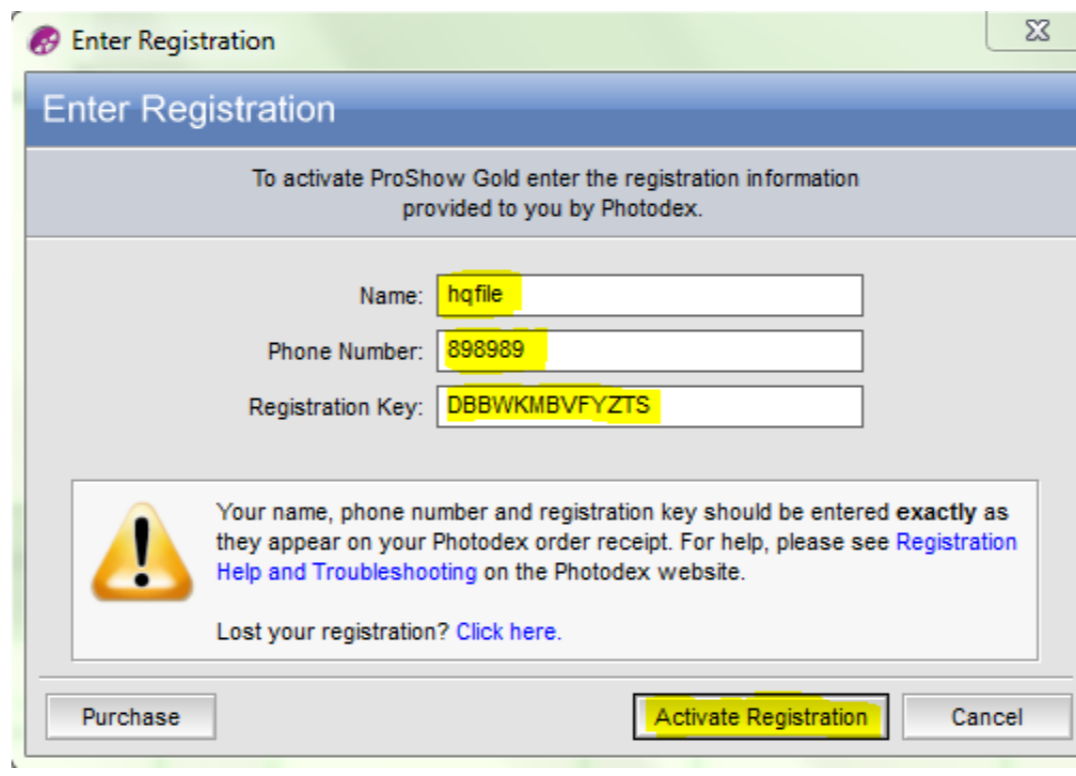 Enter Registration
Enter Registration
To activate ProShow Gold enter the registration information
provided to you by Photodex.
Name: hqfile
Phone Number: 898989
Registration Key: DBBWKMBVFYZTS
Your name, phone number and registration key should be entered exactly as
they appear on your Photodex order receipt. For help, please see Registration
Help and Troubleshooting on the Photodex website.
Lost your registration? Click here.
Purchase Activate Registration Cancel